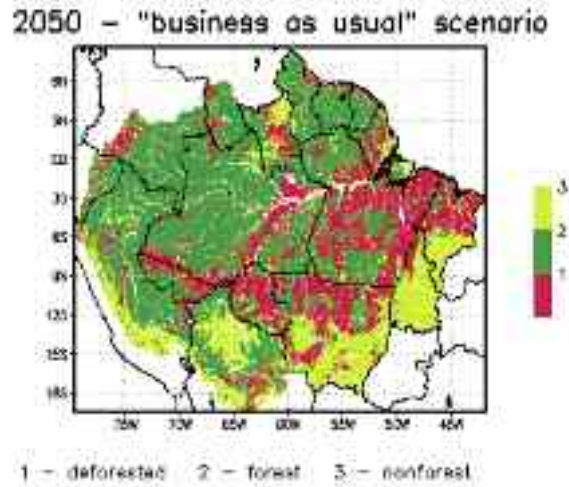 2050 - "business as usual" scenario
3
2
1
75W 70W 65W 60W 55W 50W 45W
1 - deforested 2 - forest 3 - nonforest